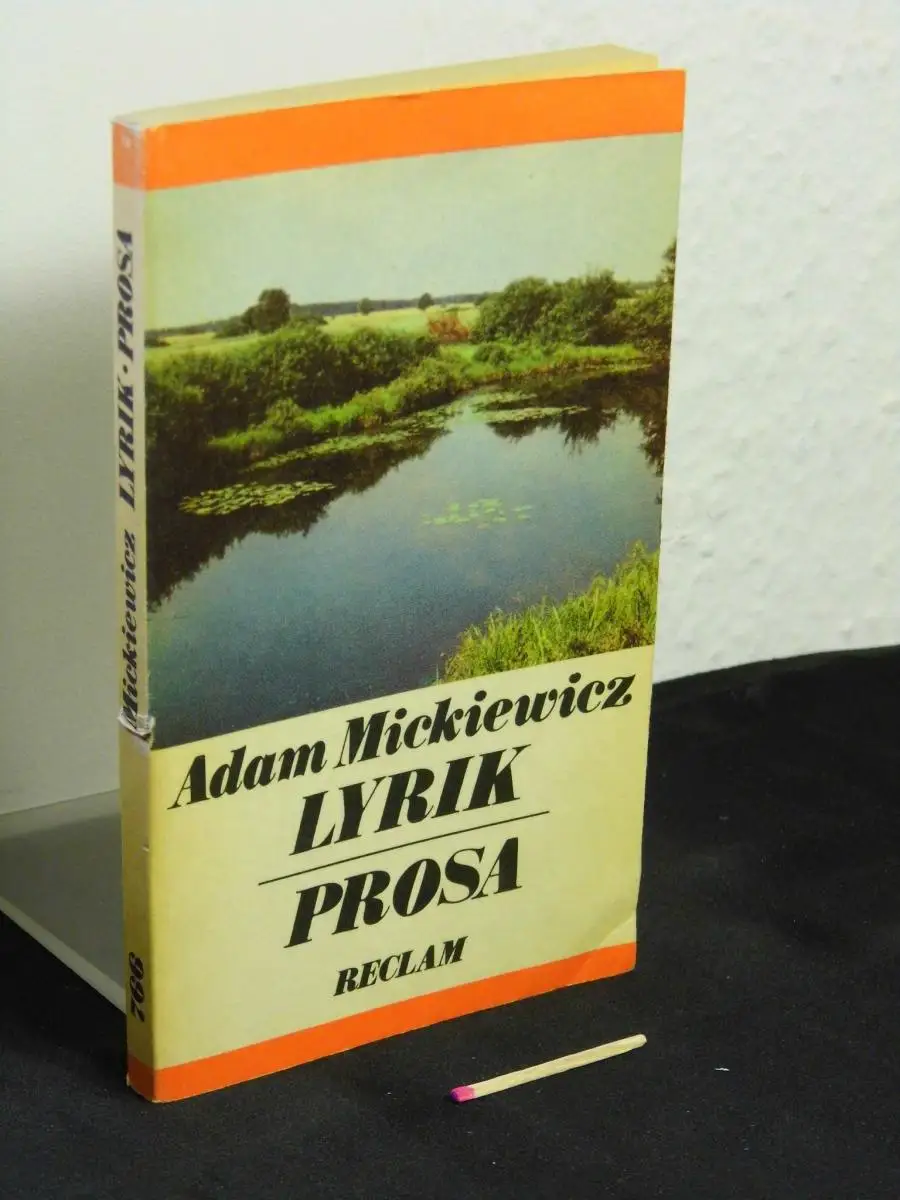 Adam Mickiewicz
LYRIK
PROSA
RECLAM
Mickiewicz LYRIK · PROSA
766